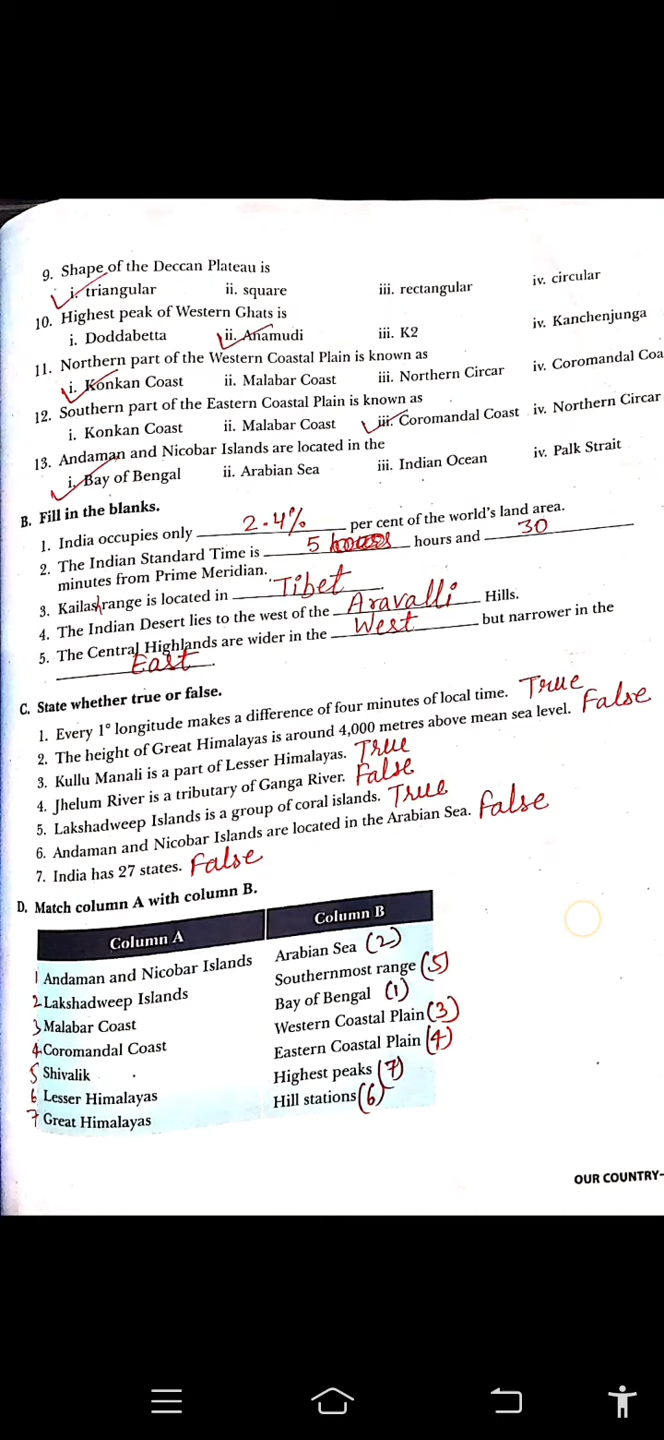 9. Shape of the Deccan Plateau is
i. triangular ii. square iii. rectangular iv. circular
10. Highest peak of Western Ghats is
i. Doddabetta ii. Anamudi iii. K2 iv. Kanchenjunga
11. Northern part of the Western Coastal Plain is known as
i. Konkan Coast ii. Malabar Coast iii. Northern Circar iv. Coromandal Coa
12. Southern part of the Eastern Coastal Plain is known as
i. Konkan Coast ii. Malabar Coast iii. Coromandal Coast iv. Northern Circar
13. Andaman and Nicobar Islands are located in the
i. Bay of Bengal ii. Arabian Sea iii. Indian Ocean iv. Palk Strait
B. Fill in the blanks.
1. India occupies only 2.4% per cent of the world's land area.
2. The Indian Standard Time is 5 hours and 30
minutes from Prime Meridian.
3. Kailash range is located in Tibet.
4. The Indian Desert lies to the west of the Aravalli Hills.
5. The Central Highlands are wider in the West but narrower in the
East.
C. State whether true or false.
1. Every 1° longitude makes a difference of four minutes of local time. True
2. The height of Great Himalayas is around 4,000 metres above mean sea level. False
3. Kullu Manali is a part of Lesser Himalayas. True
4. Jhelum River is a tributary of Ganga River. False
5. Lakshadweep Islands is a group of coral islands. True
6. Andaman and Nicobar Islands are located in the Arabian Sea. False
7. India has 27 states. False
D. Match column A with column B.
Column A Column B
1 Andaman and Nicobar Islands Arabian Sea (2)
2 Lakshadweep Islands Southernmost range (5)
3 Malabar Coast Bay of Bengal (1)
4 Coromandal Coast Western Coastal Plain (3)
5 Shivalik Eastern Coastal Plain (4)
6 Lesser Himalayas Highest peaks (7)
7 Great Himalayas Hill stations (6)
OUR COUNTRY–